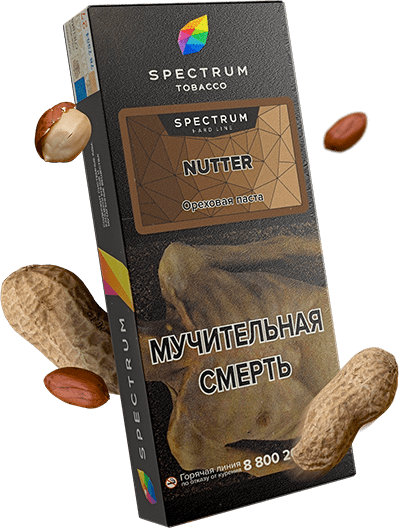 SPECTRUM
TOBACCO
SPECTRUM
HARD LINE
NUTTER
Ореховая паста
МУЧИТЕЛЬНАЯ
СМЕРТЬ
Горячая линия
по отказу от курения
8 800 2
SPECTRUM